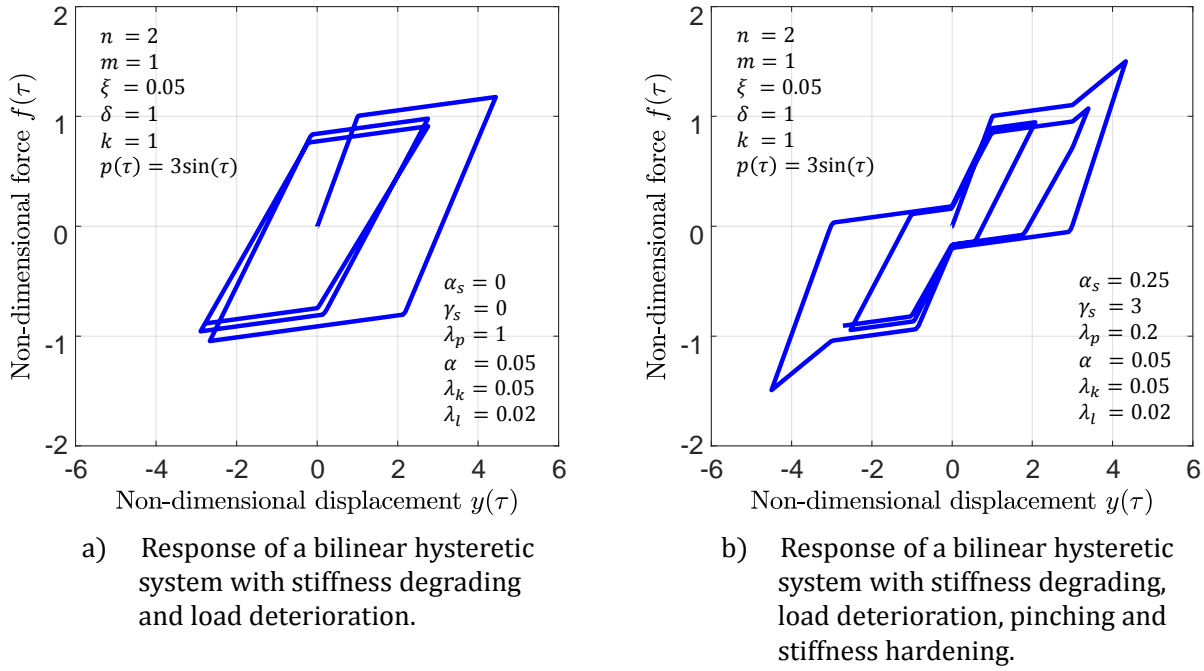 2
1
0
-1
-2
-6
-4
-2
0
2
4
6
Non-dimensional force f(τ)
Non-dimensional displacement y(τ)
n = 2
m = 1
ξ = 0.05
δ = 1
k = 1
p(τ) = 3sin(τ)
α_s = 0
γ_s = 0
λ_p = 1
α = 0.05
λ_k = 0.05
λ_l = 0.02
a) Response of a bilinear hysteretic
system with stiffness degrading
and load deterioration.
2
1
0
-1
-2
-6
-4
-2
0
2
4
6
Non-dimensional force f(τ)
Non-dimensional displacement y(τ)
n = 2
m = 1
ξ = 0.05
δ = 1
k = 1
p(τ) = 3sin(τ)
α_s = 0.25
γ_s = 3
λ_p = 0.2
α = 0.05
λ_k = 0.05
λ_l = 0.02
b) Response of a bilinear hysteretic
system with stiffness degrading,
load deterioration, pinching and
stiffness hardening.